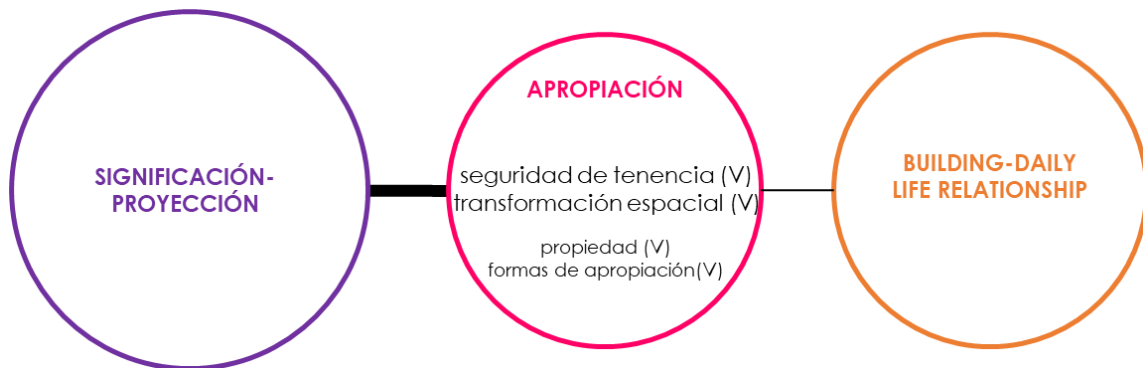 SIGNIFICACIÓN-
PROYECCIÓN
APROPIACIÓN
seguridad de tenencia (V)
transformación espacial (V)
propiedad (V)
formas de apropiación(V)
BUILDING-DAILY
LIFE RELATIONSHIP